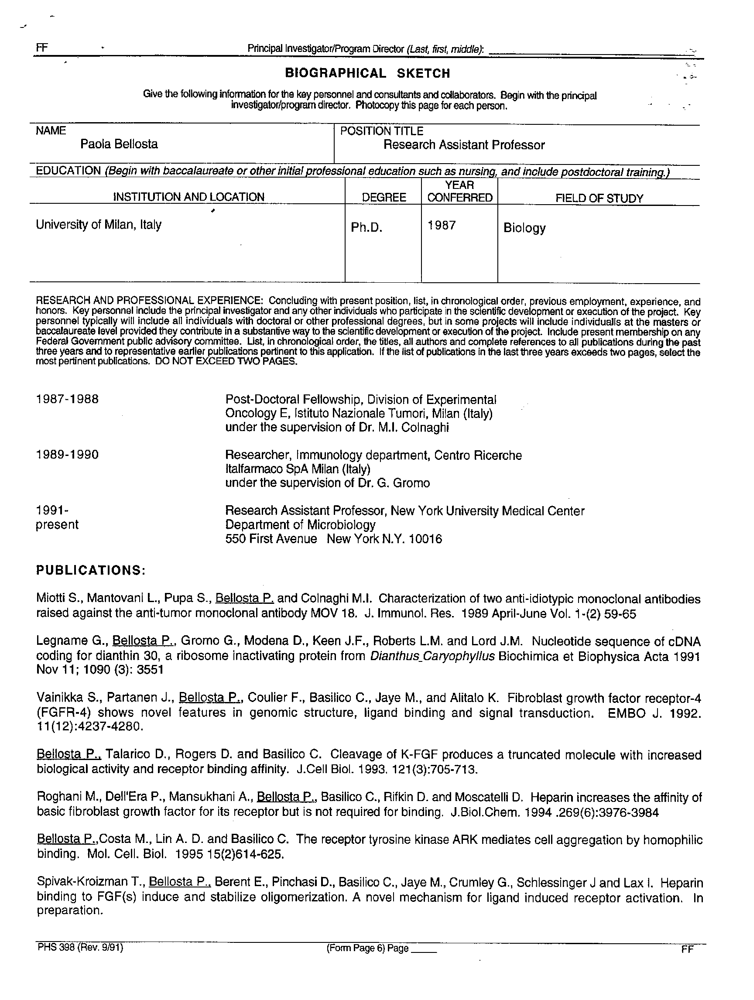 FF Principal Investigator/Program Director (Last, first, middle):
BIOGRAPHICAL SKETCH
Give the following information for the key personnel and consultants and collaborators. Begin with the principal
investigator/program director. Photocopy this page for each person.
NAME POSITION TITLE
Paola Bellosta Research Assistant Professor
EDUCATION (Begin with baccalaureate or other initial professional education such as nursing, and include postdoctoral training.)
INSTITUTION AND LOCATION DEGREE YEAR CONFERRED FIELD OF STUDY
University of Milan, Italy Ph.D. 1987 Biology
RESEARCH AND PROFESSIONAL EXPERIENCE: Concluding with present position, list, in chronological order, previous employment, experience, and
honors. Key personnel include the principal investigator and any other individuals who participate in the scientific development or execution of the project. Key
personnel typically will include all individuals with doctoral or other professional degrees, but in some projects will include individualls at the masters or
baccalaureate level provided they contribute in a substantive way to the scientific development or execution of the project. Include present membership on any
Federal Government public advisory committee. List, in chronological order, the titles, all authors and complete references to all publications during the past
three years and to representative earlier publications pertinent to this application. If the list of publications in the last three years exceeds two pages, select the
most pertinent publications. DO NOT EXCEED TWO PAGES.
1987-1988 Post-Doctoral Fellowship, Division of Experimental
Oncology E, Istituto Nazionale Tumori, Milan (Italy)
under the supervision of Dr. M.I. Colnaghi
1989-1990 Researcher, Immunology department, Centro Ricerche
Italfarmaco SpA Milan (Italy)
under the supervision of Dr. G. Gromo
1991- Research Assistant Professor, New York University Medical Center
present Department of Microbiology
550 First Avenue New York N.Y. 10016
PUBLICATIONS:
Miotti S., Mantovani L., Pupa S., Bellosta P. and Colnaghi M.I. Characterization of two anti-idiotypic monoclonal antibodies
raised against the anti-tumor monoclonal antibody MOV 18. J. Immunol. Res. 1989 April-June Vol. 1-(2) 59-65
Legname G., Bellosta P., Gromo G., Modena D., Keen J.F., Roberts L.M. and Lord J.M. Nucleotide sequence of cDNA
coding for dianthin 30, a ribosome inactivating protein from Dianthus Caryophyllus Biochimica et Biophysica Acta 1991
Nov 11; 1090 (3): 3551
Vainikka S., Partanen J., Bellosta P., Coulier F., Basilico C., Jaye M., and Alitalo K. Fibroblast growth factor receptor-4
(FGFR-4) shows novel features in genomic structure, ligand binding and signal transduction. EMBO J. 1992.
11(12):4237-4280.
Bellosta P., Talarico D., Rogers D. and Basilico C. Cleavage of K-FGF produces a truncated molecule with increased
biological activity and receptor binding affinity. J.Cell Biol. 1993. 121(3):705-713.
Roghani M., Dell'Era P., Mansukhani A., Bellosta P., Basilico C., Rifkin D. and Moscatelli D. Heparin increases the affinity of
basic fibroblast growth factor for its receptor but is not required for binding. J.Biol.Chem. 1994 .269(6):3976-3984
Bellosta P.,Costa M., Lin A. D. and Basilico C. The receptor tyrosine kinase ARK mediates cell aggregation by homophilic
binding. Mol. Cell. Biol. 1995 15(2)614-625.
Spivak-Kroizman T., Bellosta P., Berent E., Pinchasi D., Basilico C., Jaye M., Crumley G., Schlessinger J and Lax I. Heparin
binding to FGF(s) induce and stabilize oligomerization. A novel mechanism for ligand induced receptor activation. In
preparation.
PHS 398 (Rev. 9/91) (Form Page 6) Page FF